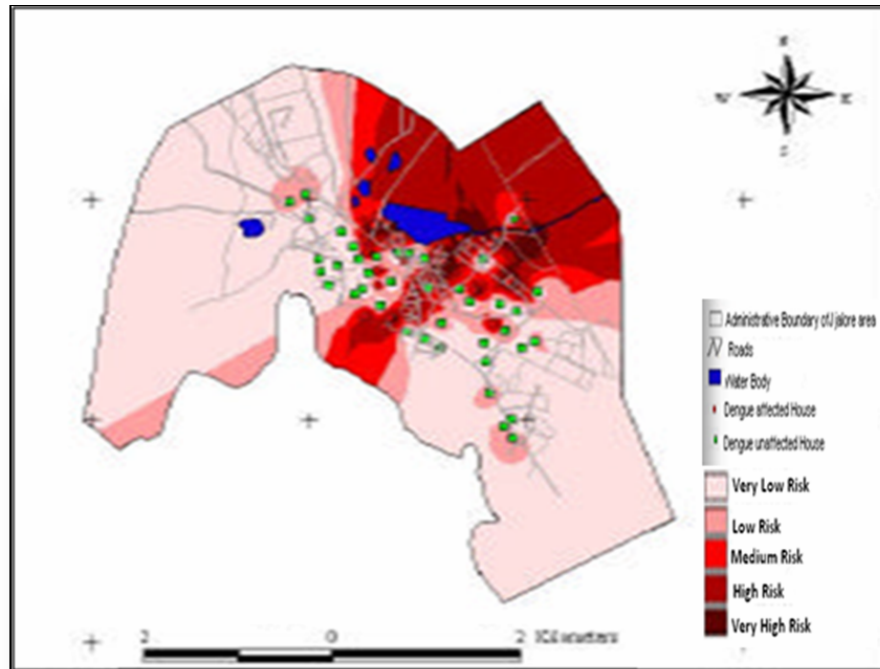 Administrative Boundary of Jalore area
Roads
Water Body
Dengue affected House
Dengue unaffected House
Very Low Risk
Low Risk
Medium Risk
High Risk
Very High Risk
2 0 2